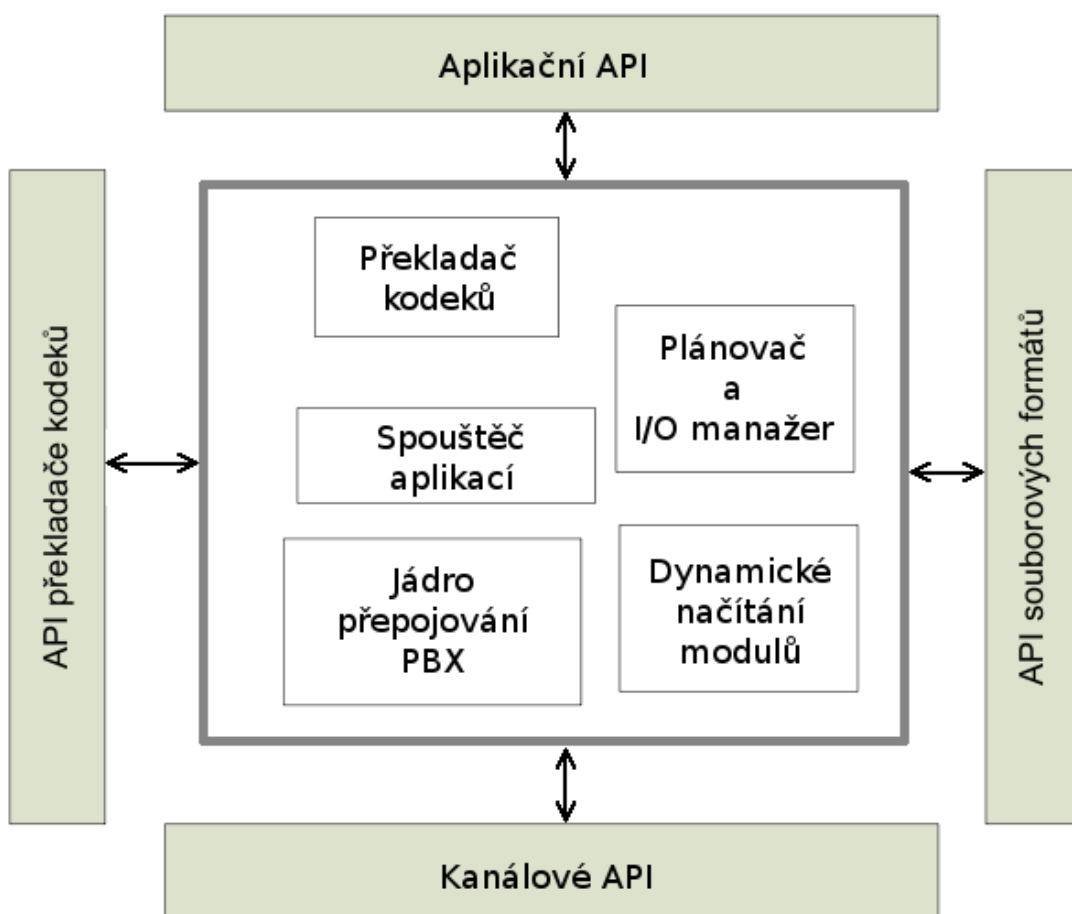 Aplikační API
API překladače kodeků
Překladač
kodeků
Plánovač
a
I/O manažer
Spouštěč
aplikací
Jádro
přepojování
PBX
Dynamické
načítání
modulů
API souborových formátů
Kanálové API